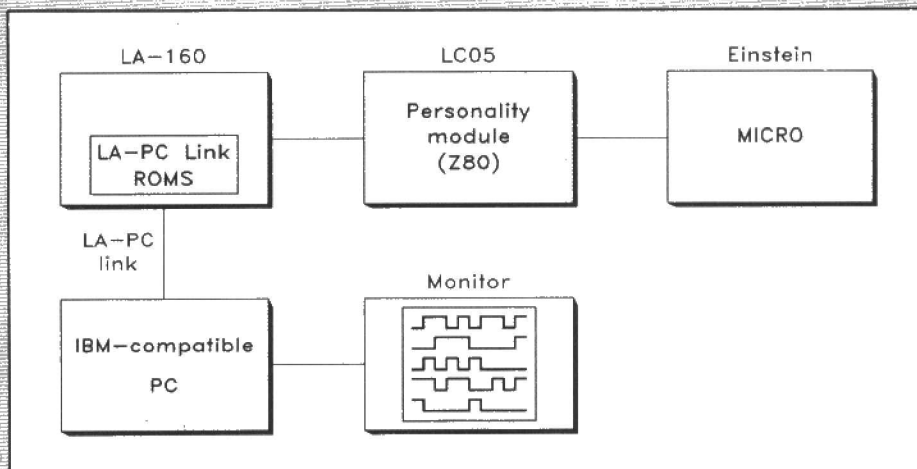 LA-160
LC05
Einstein
LA-PC Link
ROMS
Personality
module
(Z80)
MICRO
LA-PC
link
Monitor
IBM-compatible
PC